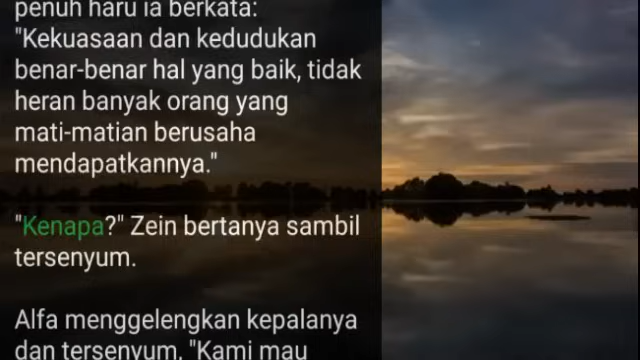 penuh haru ia berkata:
"Kekuasaan dan kedudukan
benar-benar hal yang baik, tidak
heran banyak orang yang
mati-matian berusaha
mendapatkannya."
"Kenapa?" Zein bertanya sambil
tersenyum.
Alfa menggelengkan kepalanya
dan tersenyum, "Kami mau